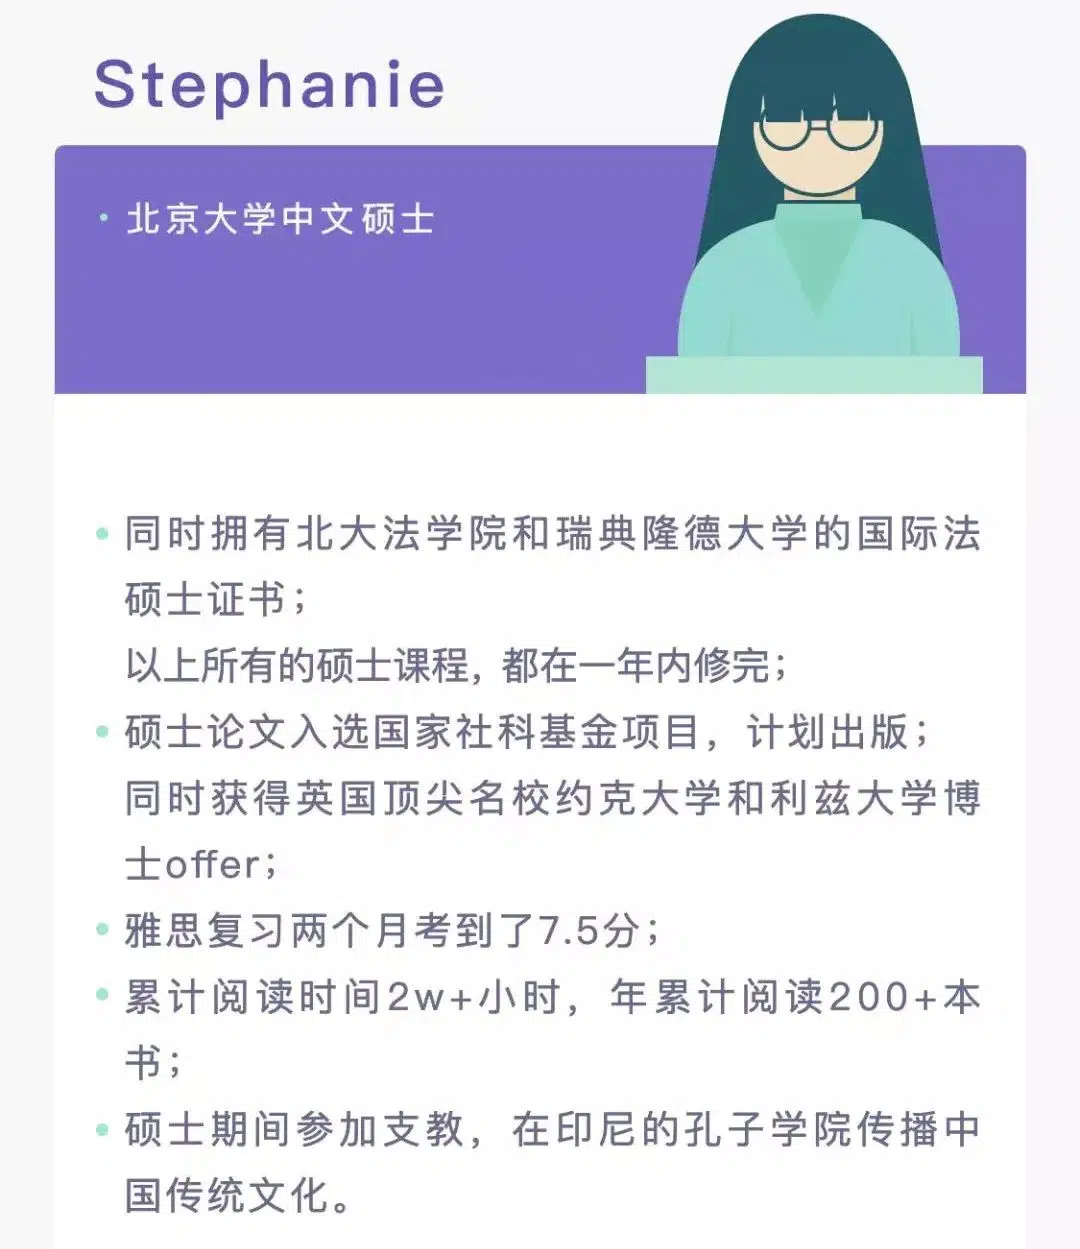 Stephanie
· 北京大学中文硕士
• 同时拥有北大法学院和瑞典隆德大学的国际法
硕士证书；
以上所有的硕士课程，都在一年内修完；
• 硕士论文入选国家社科基金项目，计划出版；
同时获得英国顶尖名校约克大学和利兹大学博
士offer；
• 雅思复习两个月考到了7.5分；
• 累计阅读时间2w+小时，年累计阅读200+本
书；
• 硕士期间参加支教，在印尼的孔子学院传播中
国传统文化。